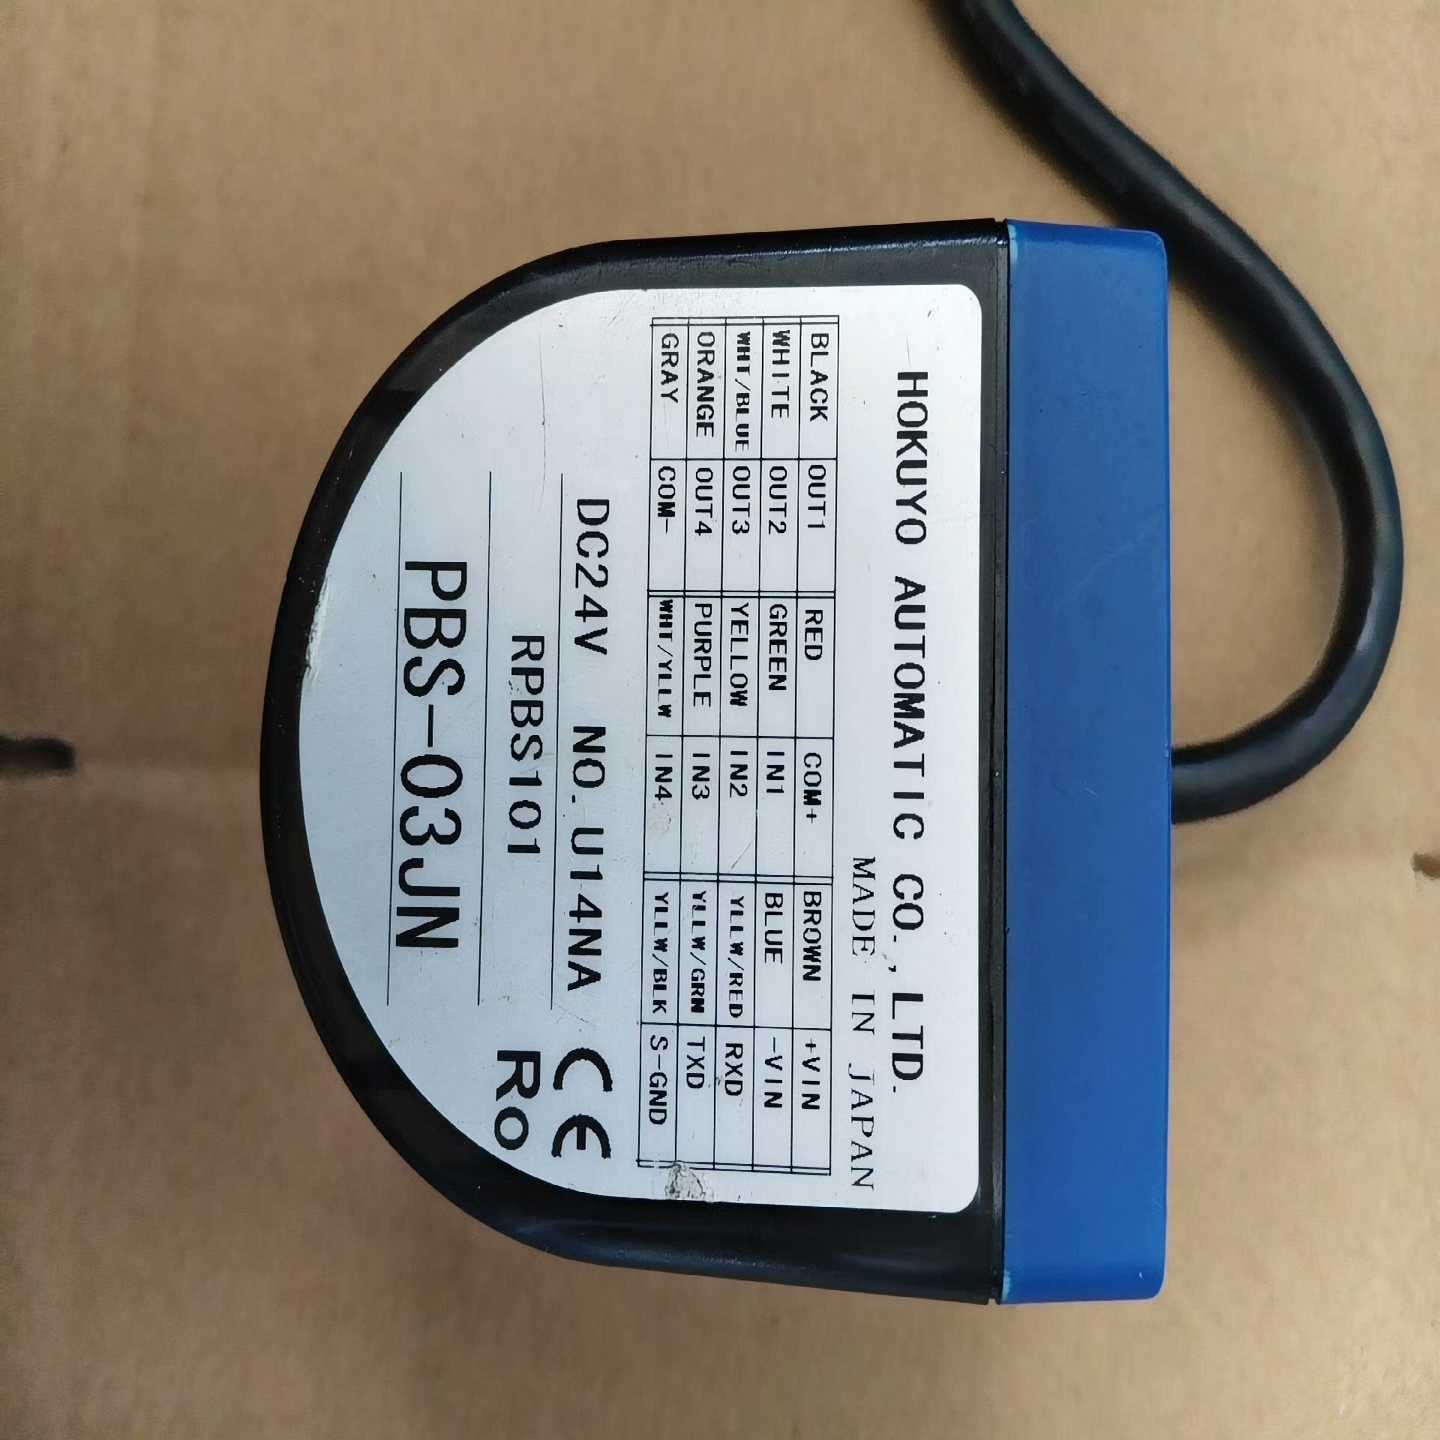 HOKUYO AUTOMATIC CO., LTD.
MADE IN JAPAN
BLACK OUT1 RED COM+ BROWN +VIN
WHITE OUT2 GREEN IN1 BLUE -VIN
WHT/BLUE OUT3 YELLOW IN2 YLLW/RED RXD
ORANGE OUT4 PURPLE IN3 YLLW/GRN TXD
GRAY COM- WHT/YLLW IN4 YLLW/BLK S-GND
DC24V NO. U14NA CE
RPBS101 Ro
PBS-03JN